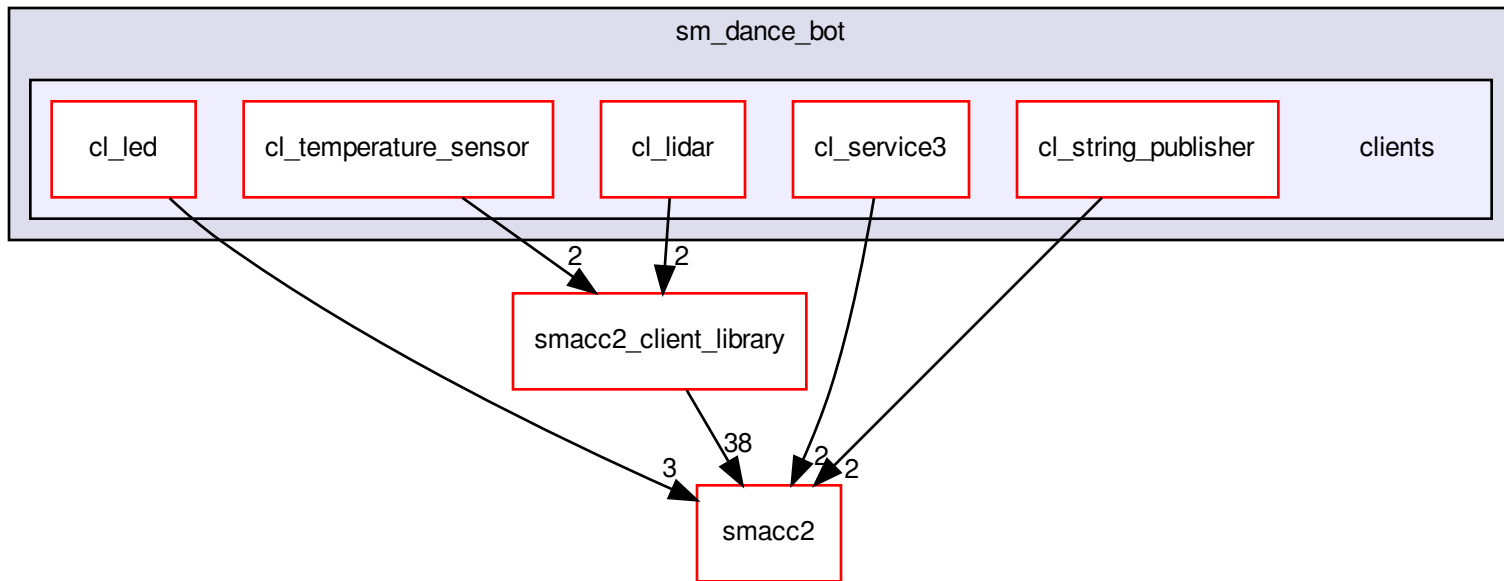 sm_dance_bot
cl_led
cl_temperature_sensor
cl_lidar
cl_service3
cl_string_publisher
clients
2
2
smacc2_client_library
38
3
2
2
smacc2